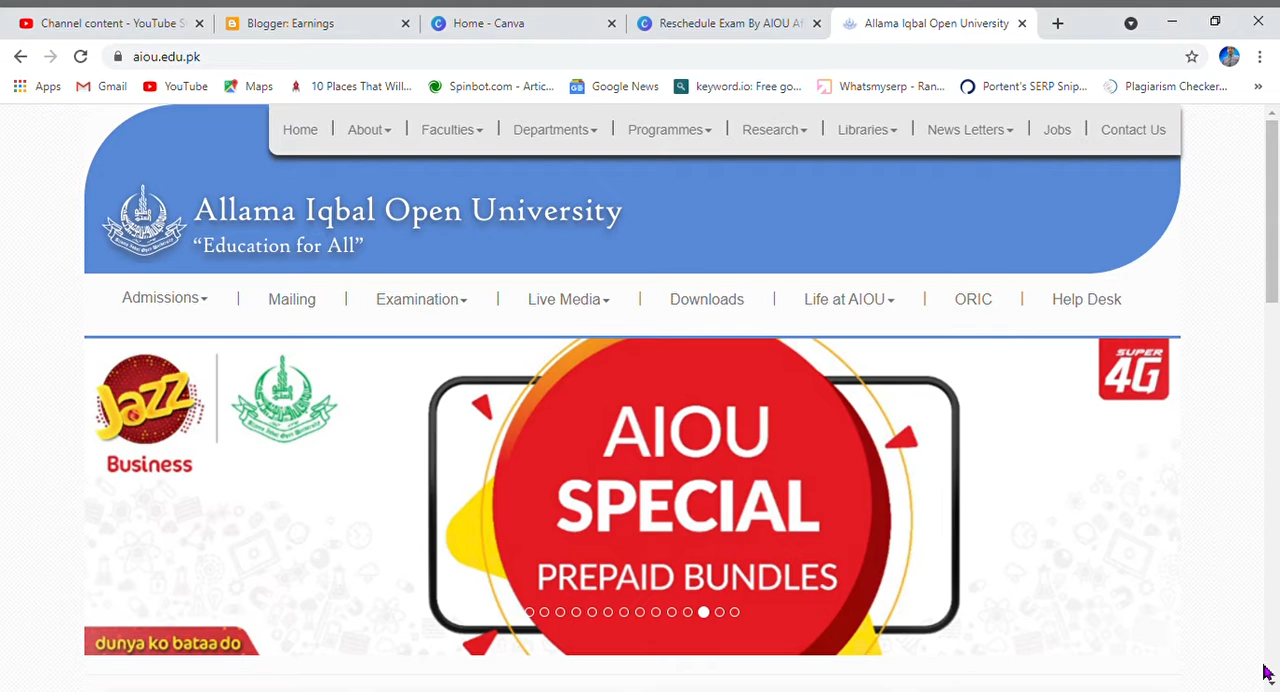 Channel content - YouTube S
Blogger: Earnings
Home - Canva
Reschedule Exam By AIOU Af
Allama Iqbal Open University
aiou.edu.pk
Apps
Gmail
YouTube
Maps
10 Places That Will...
Spinbot.com - Artic...
Google News
keyword.io: Free go...
Whatsmyserp - Ran...
Portent's SERP Snip...
Plagiarism Checker...
Home
About
Faculties
Departments
Programmes
Research
Libraries
News Letters
Jobs
Contact Us
Allama Iqbal Open University
“Education for All”
Admissions
Mailing
Examination
Live Media
Downloads
Life at AIOU
ORIC
Help Desk
Jazz
Business
SUPER
4G
AIOU
SPECIAL
PREPAID BUNDLES
dunya ko bataa do